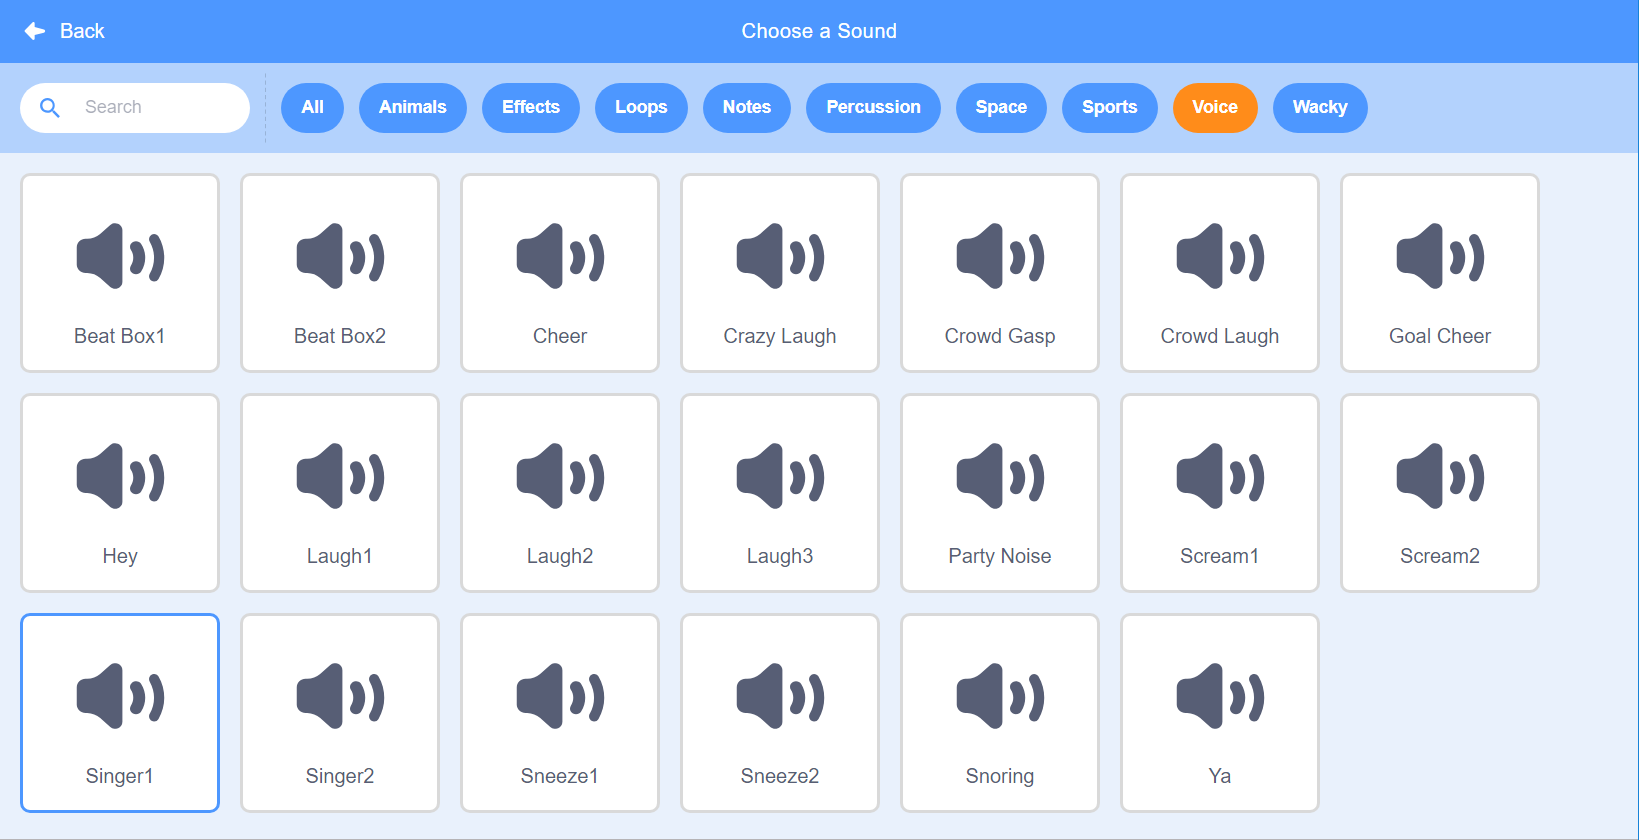 Back
Choose a Sound
Search
All
Animals
Effects
Loops
Notes
Percussion
Space
Sports
Voice
Wacky
Beat Box1
Beat Box2
Cheer
Crazy Laugh
Crowd Gasp
Crowd Laugh
Goal Cheer
Hey
Laugh1
Laugh2
Laugh3
Party Noise
Scream1
Scream2
Singer1
Singer2
Sneeze1
Sneeze2
Snoring
Ya